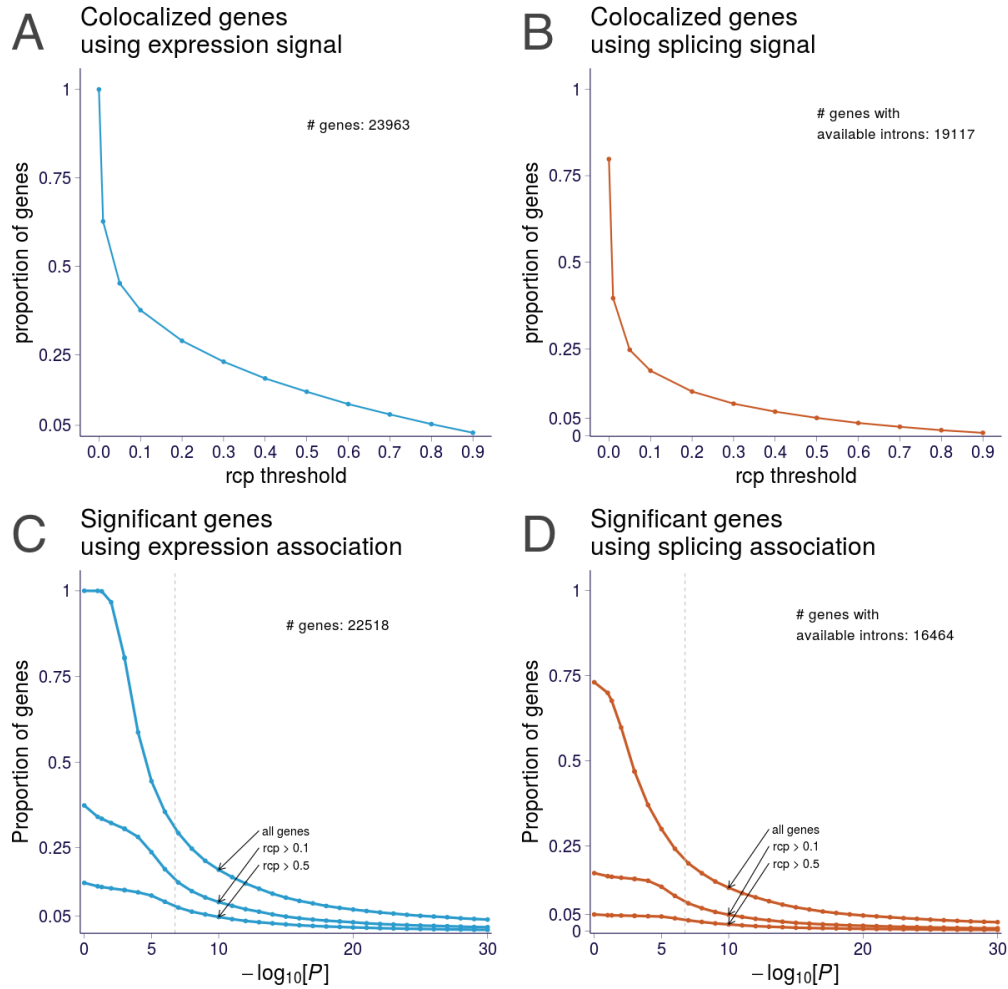 A
Colocalized genes
using expression signal
# genes: 23963
proportion of genes
1
0.75
0.5
0.25
0.05
0.0 0.1 0.2 0.3 0.4 0.5 0.6 0.7 0.8 0.9
rcp threshold
B
Colocalized genes
using splicing signal
# genes with
available introns: 19117
proportion of genes
1
0.75
0.5
0.25
0.05
0
0.0 0.1 0.2 0.3 0.4 0.5 0.6 0.7 0.8 0.9
rcp threshold
C
Significant genes
using expression association
# genes: 22518
Proportion of genes
1
0.75
0.5
0.25
0.05
all genes
rcp > 0.1
rcp > 0.5
0 5 10 20 30
−log10[P]
D
Significant genes
using splicing association
# genes with
available introns: 16464
Proportion of genes
1
0.75
0.5
0.25
0.05
0
all genes
rcp > 0.1
rcp > 0.5
0 5 10 20 30
−log10[P]